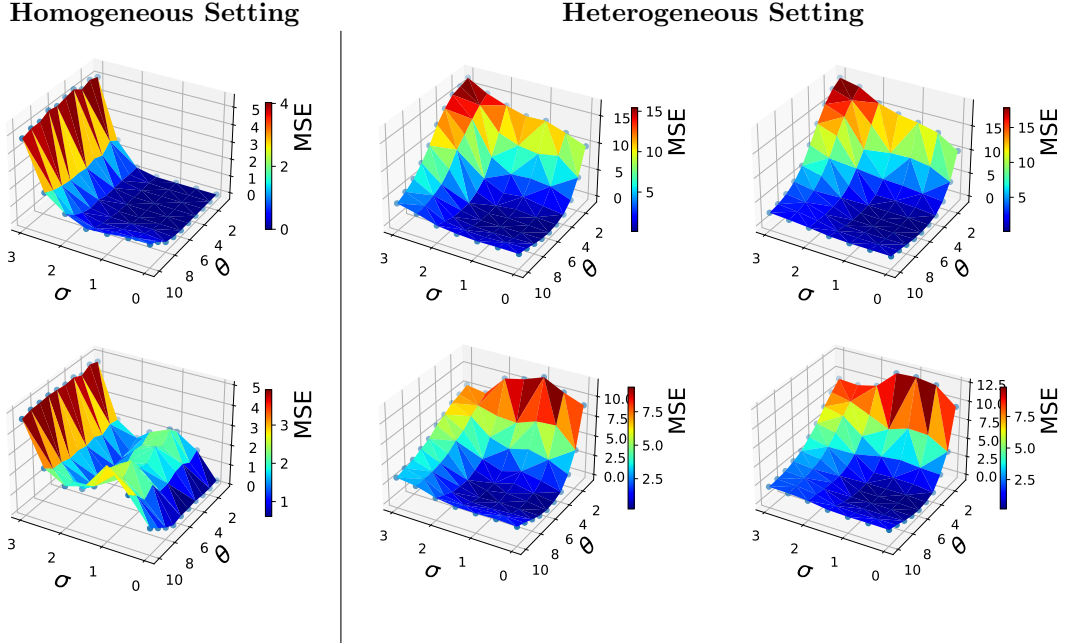 Homogeneous Setting
Heterogeneous Setting
3 2 1 0
σ
10 8 6 4 2
θ
0 1 2 3 4 5
MSE
0 2 4
3 2 1 0
σ
10 8 6 4 2
θ
0 5 10 15
MSE
5 10 15
3 2 1 0
σ
10 8 6 4 2
θ
0 5 10 15
MSE
5 10 15
3 2 1 0
σ
10 8 6 4 2
θ
0 1 2 3 4 5
MSE
1 2 3
3 2 1 0
σ
10 8 6 4 2
θ
0.0 2.5 5.0 7.5 10.0
MSE
2.5 5.0 7.5
3 2 1 0
σ
10 8 6 4 2
θ
0.0 2.5 5.0 7.5 10.0 12.5
MSE
2.5 5.0 7.5